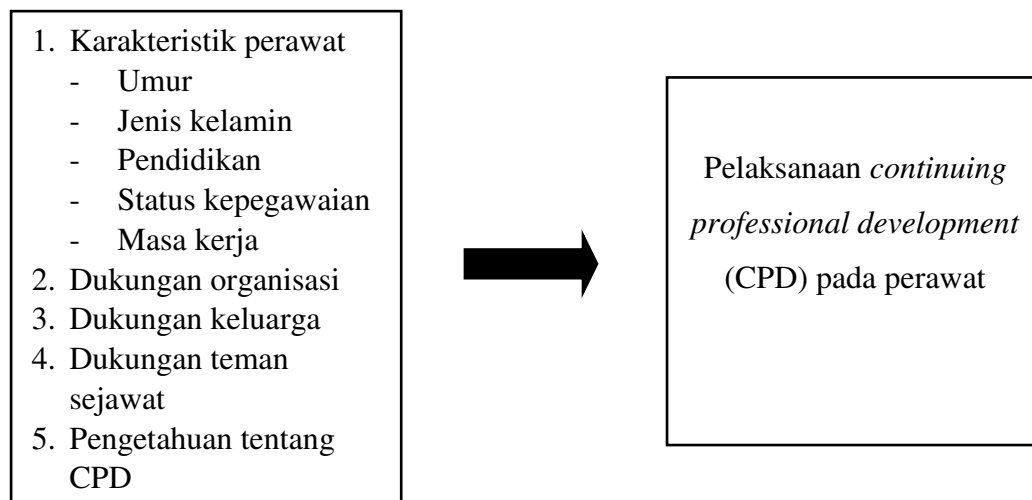 1. Karakteristik perawat
- Umur
- Jenis kelamin
- Pendidikan
- Status kepegawaian
- Masa kerja
2. Dukungan organisasi
3. Dukungan keluarga
4. Dukungan teman
sejawat
5. Pengetahuan tentang
CPD
Pelaksanaan continuing
professional development
(CPD) pada perawat